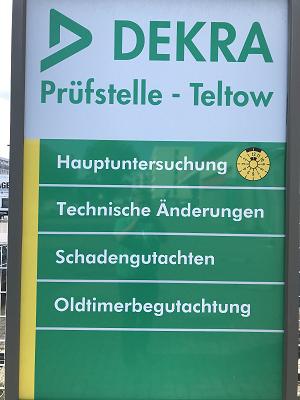 DEKRA
Prüfstelle - Teltow
Hauptuntersuchung
Technische Änderungen
Schadengutachten
Oldtimerbegutachtung